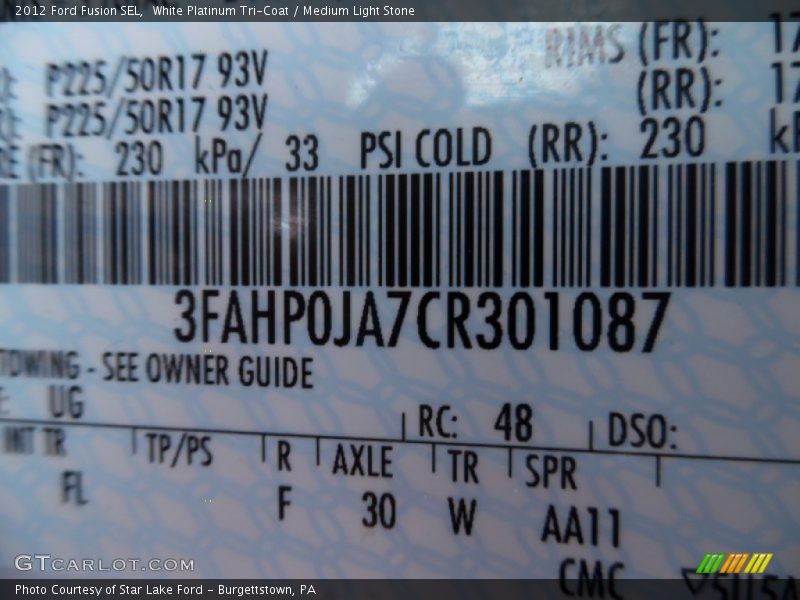 2012 Ford Fusion SEL,  White Platinum Tri-Coat / Medium Light Stone
RIMS (FR): 17
P225/50R17 93V (RR): 17
P225/50R17 93V
(FR): 230 kPa/ 33 PSI COLD (RR): 230
3FAHP0JA7CR301087
TOWING - SEE OWNER GUIDE
UG RC: 48 DSO:
INT TR TP/PS R AXLE TR SPR
FL F 30 W AA11
CMC
GTCARLOT.COM
Photo Courtesy of Star Lake Ford - Burgettstown, PA